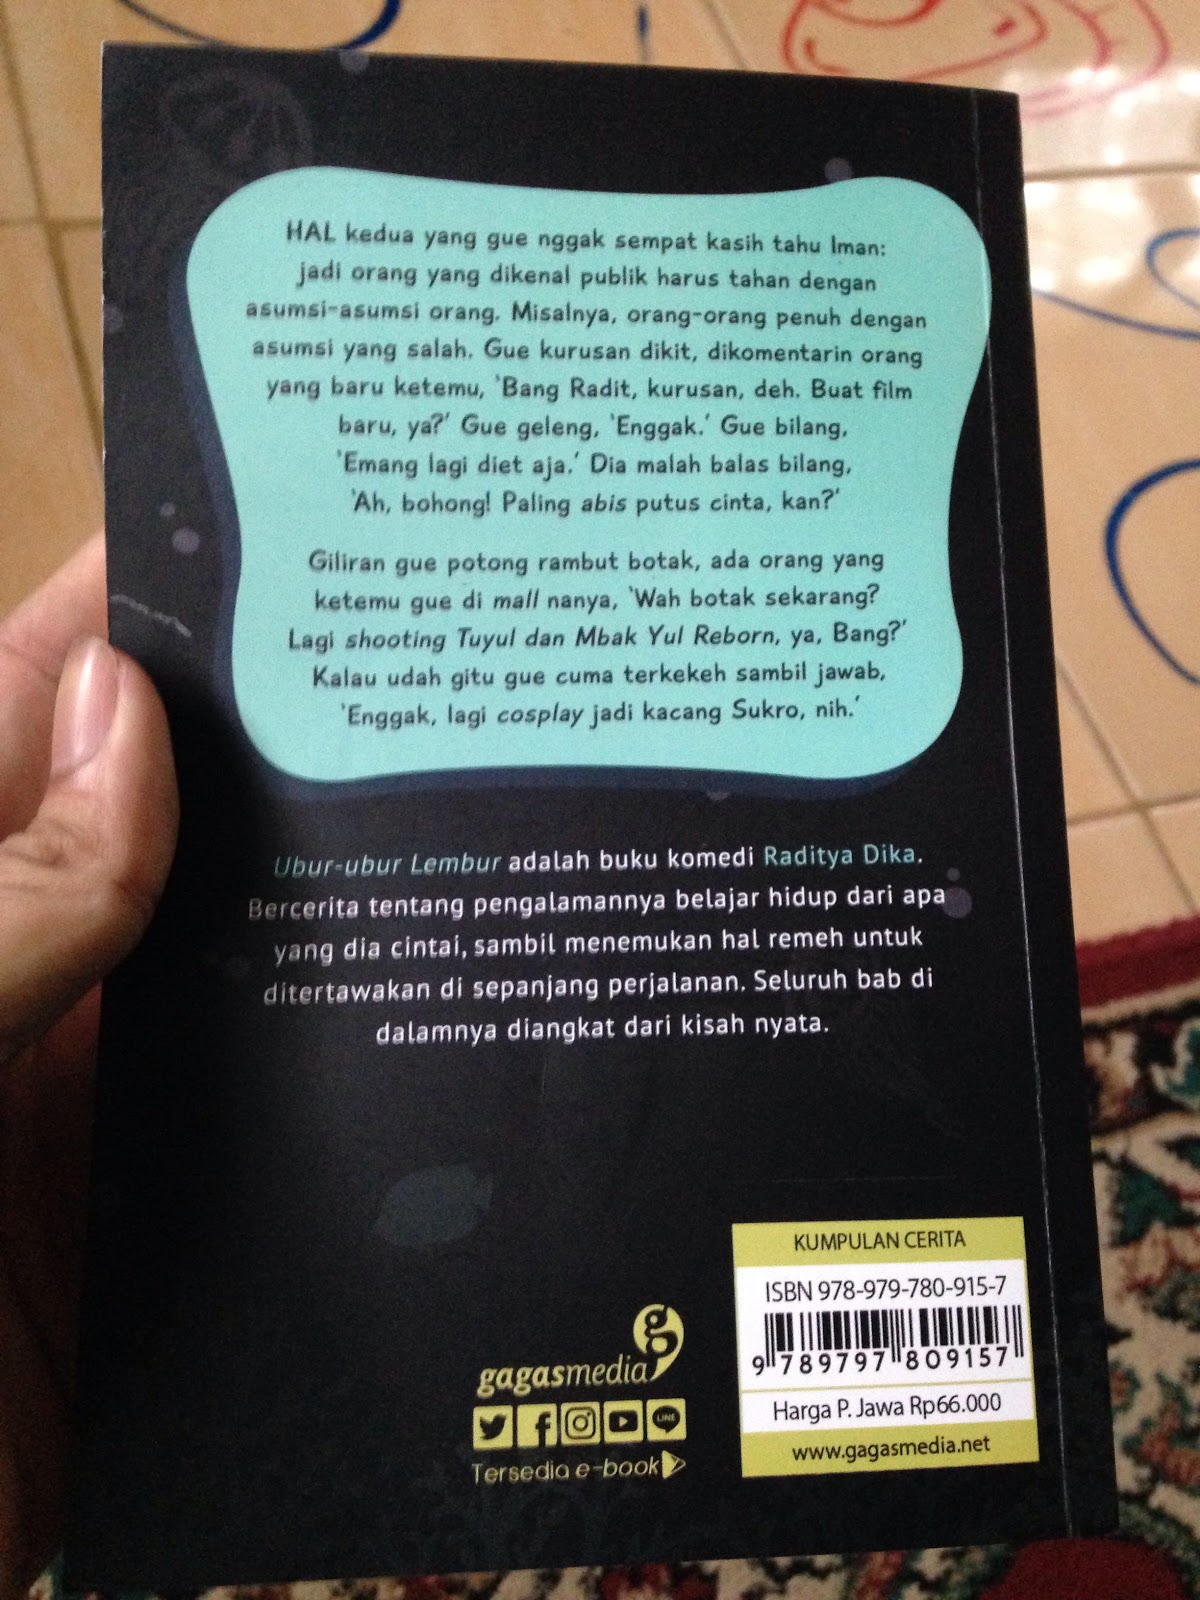 HAL kedua yang gue nggak sempat kasih tahu Iman:
jadi orang yang dikenal publik harus tahan dengan
asumsi-asumsi orang. Misalnya, orang-orang penuh dengan
asumsi yang salah. Gue kurusan dikit, dikomentarin orang
yang baru ketemu, 'Bang Radit, kurusan, deh. Buat film
baru, ya?' Gue geleng, 'Enggak.' Gue bilang,
'Emang lagi diet aja.' Dia malah balas bilang,
'Ah, bohong! Paling abis putus cinta, kan?'
Giliran gue potong rambut botak, ada orang yang
ketemu gue di mall nanya, 'Wah botak sekarang?
Lagi shooting Tuyul dan Mbak Yul Reborn, ya, Bang?'
Kalau udah gitu gue cuma terkekeh sambil jawab,
'Enggak, lagi cosplay jadi kacang Sukro, nih.'
Ubur-ubur Lembur adalah buku komedi Raditya Dika.
Bercerita tentang pengalamannya belajar hidup dari apa
yang dia cintai, sambil menemukan hal remeh untuk
ditertawakan di sepanjang perjalanan. Seluruh bab di
dalamnya diangkat dari kisah nyata.
g
gagasmedia
LINE
Tersedia e-book
KUMPULAN CERITA
ISBN 978-979-780-915-7
9 789797 809157
Harga P. Jawa Rp66.000
www.gagasmedia.net